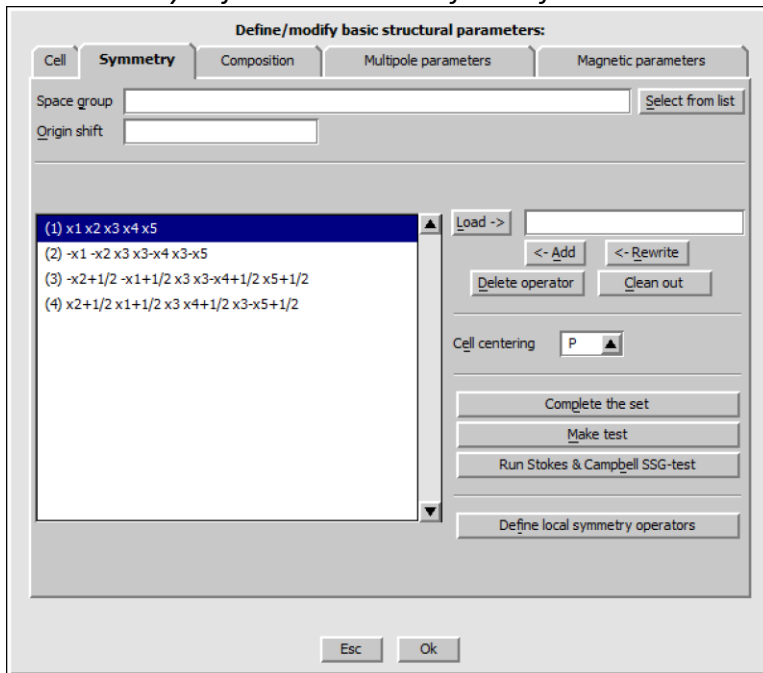 Define/modify basic structural parameters:
Cell Symmetry Composition Multipole parameters Magnetic parameters
Space group Select from list
Origin shift
(1) x1 x2 x3 x4 x5
(2) -x1 -x2 x3 x3-x4 x3-x5
(3) -x2+1/2 -x1+1/2 x3 x3-x4+1/2 x5+1/2
(4) x2+1/2 x1+1/2 x3 x4+1/2 x3-x5+1/2
Load ->
<- Add <- Rewrite
Delete operator Clean out
Cell centering P
Complete the set
Make test
Run Stokes & Campbell SSG-test
Define local symmetry operators
Esc Ok